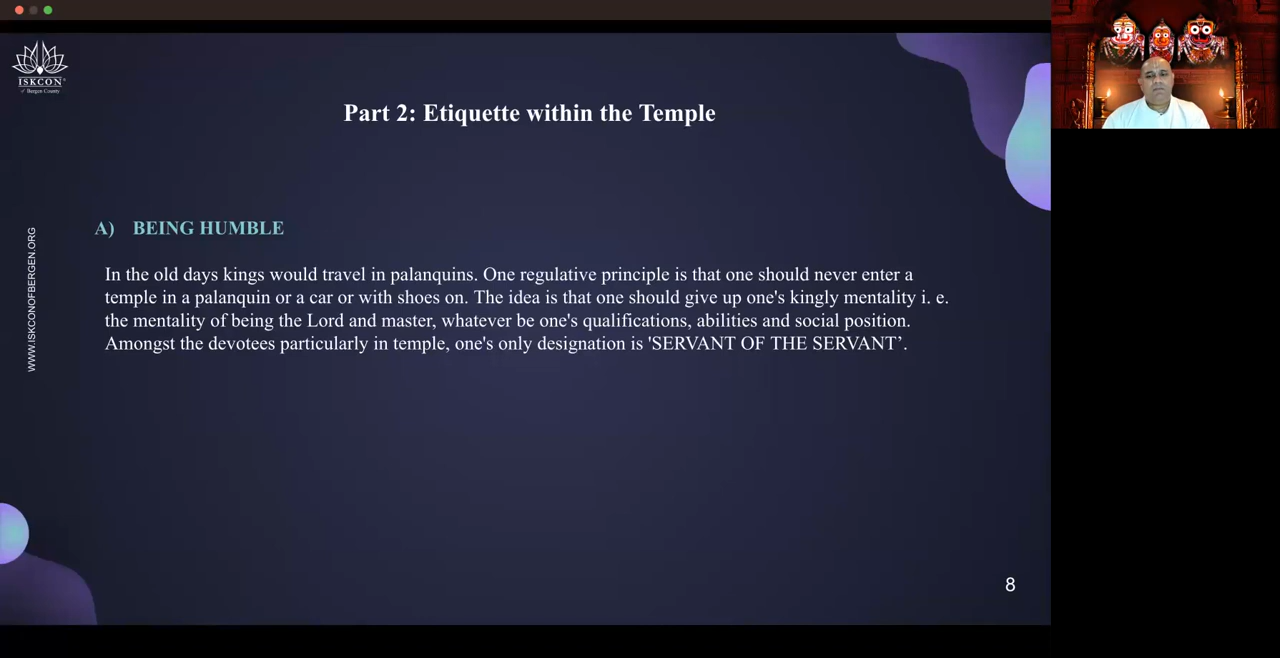 ISKCON
of Bergen County
Part 2: Etiquette within the Temple
A) BEING HUMBLE
In the old days kings would travel in palanquins. One regulative principle is that one should never enter a
temple in a palanquin or a car or with shoes on. The idea is that one should give up one's kingly mentality i. e.
the mentality of being the Lord and master, whatever be one's qualifications, abilities and social position.
Amongst the devotees particularly in temple, one's only designation is 'SERVANT OF THE SERVANT’.
WWW.ISKCONOFBERGEN.ORG
8